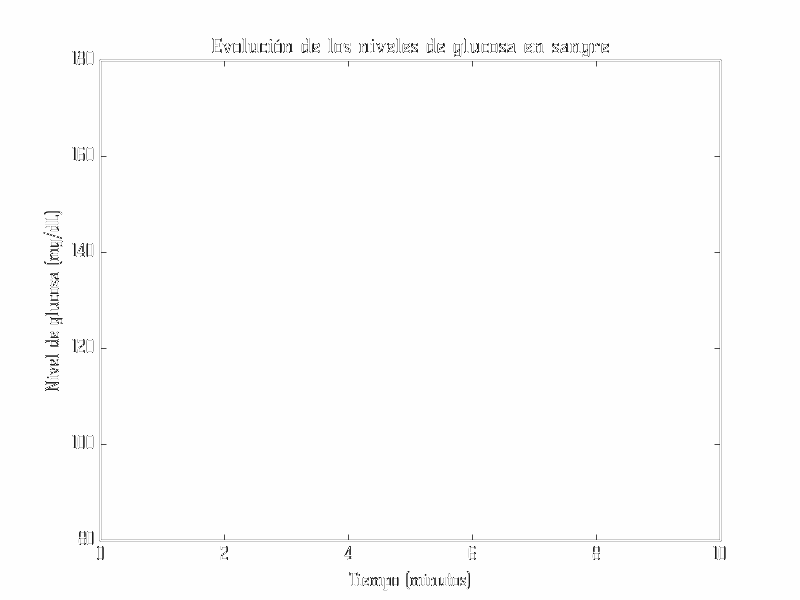 Evolución de los niveles de glucosa en sangre
180
160
140
120
100
80
Nivel de glucosa (mg/dL)
0 2 4 6 8 10
Tiempo (minutos)